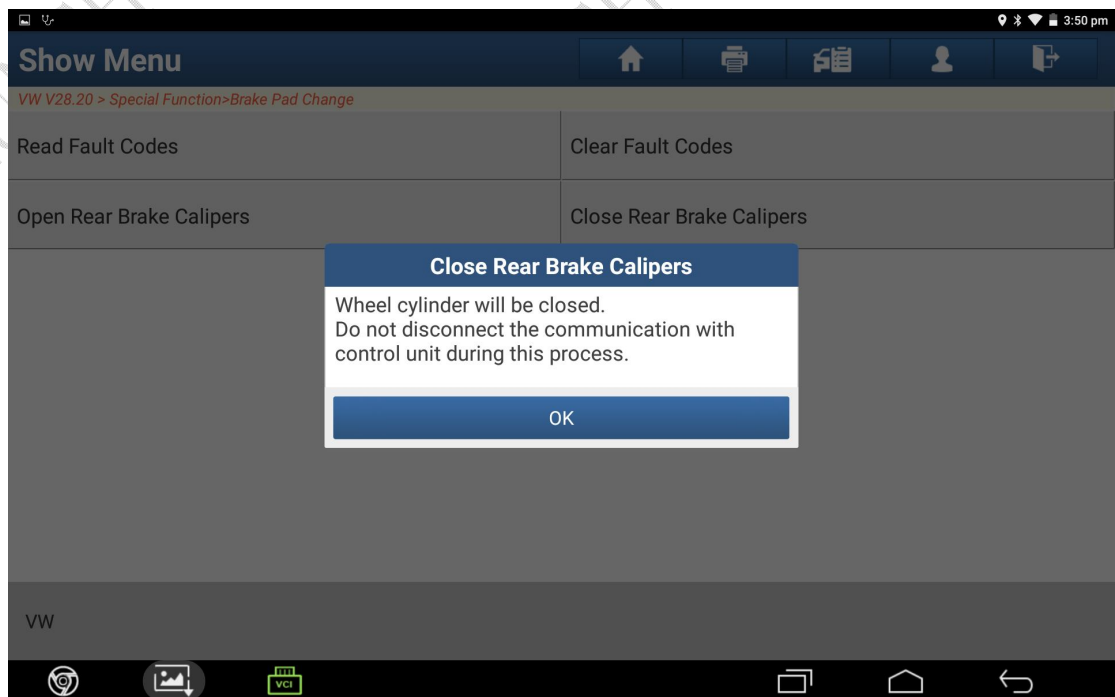 3:50 pm
Show Menu
VW V28.20 > Special Function>Brake Pad Change
Read Fault Codes
Clear Fault Codes
Open Rear Brake Calipers
Close Rear Brake Calipers
Close Rear Brake Calipers
Wheel cylinder will be closed.
Do not disconnect the communication with
control unit during this process.
OK
VW
VCI